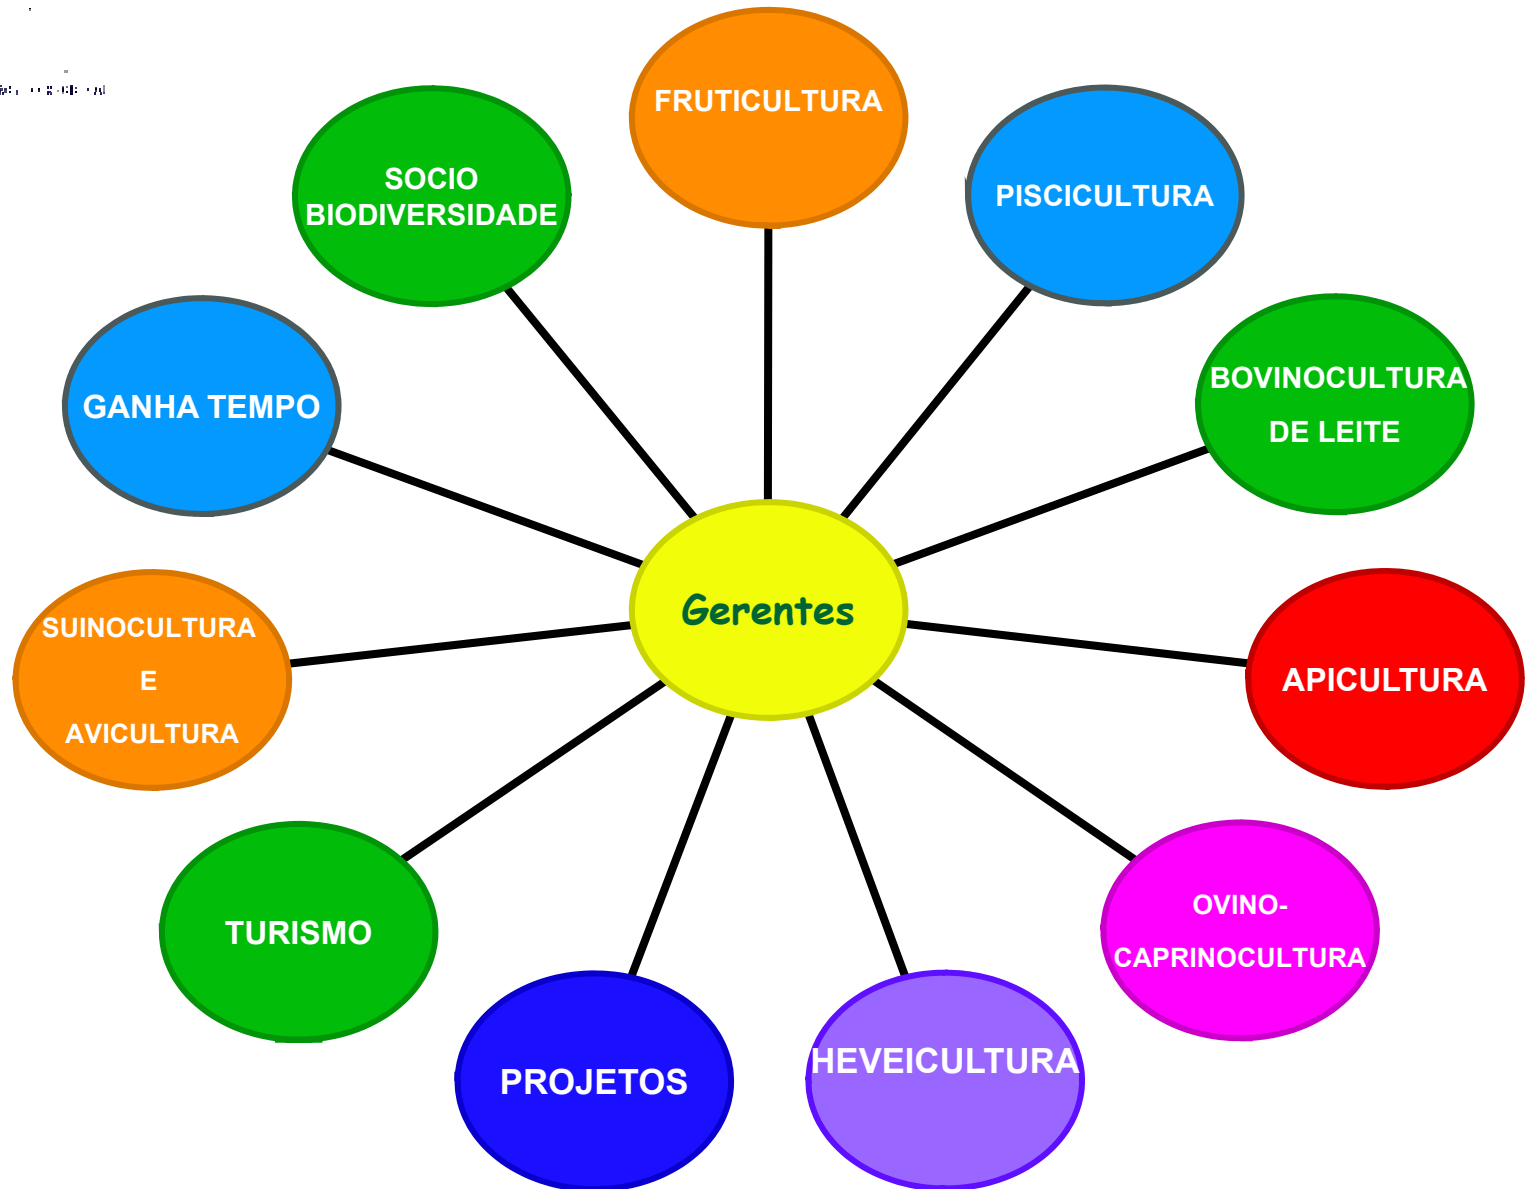 FRUTICULTURA
PISCICULTURA
BOVINOCULTURA
DE LEITE
APICULTURA
OVINO-
CAPRINOCULTURA
HEVEICULTURA
PROJETOS
TURISMO
SUINOCULTURA
E
AVICULTURA
GANHA TEMPO
SOCIO
BIODIVERSIDADE
Gerentes